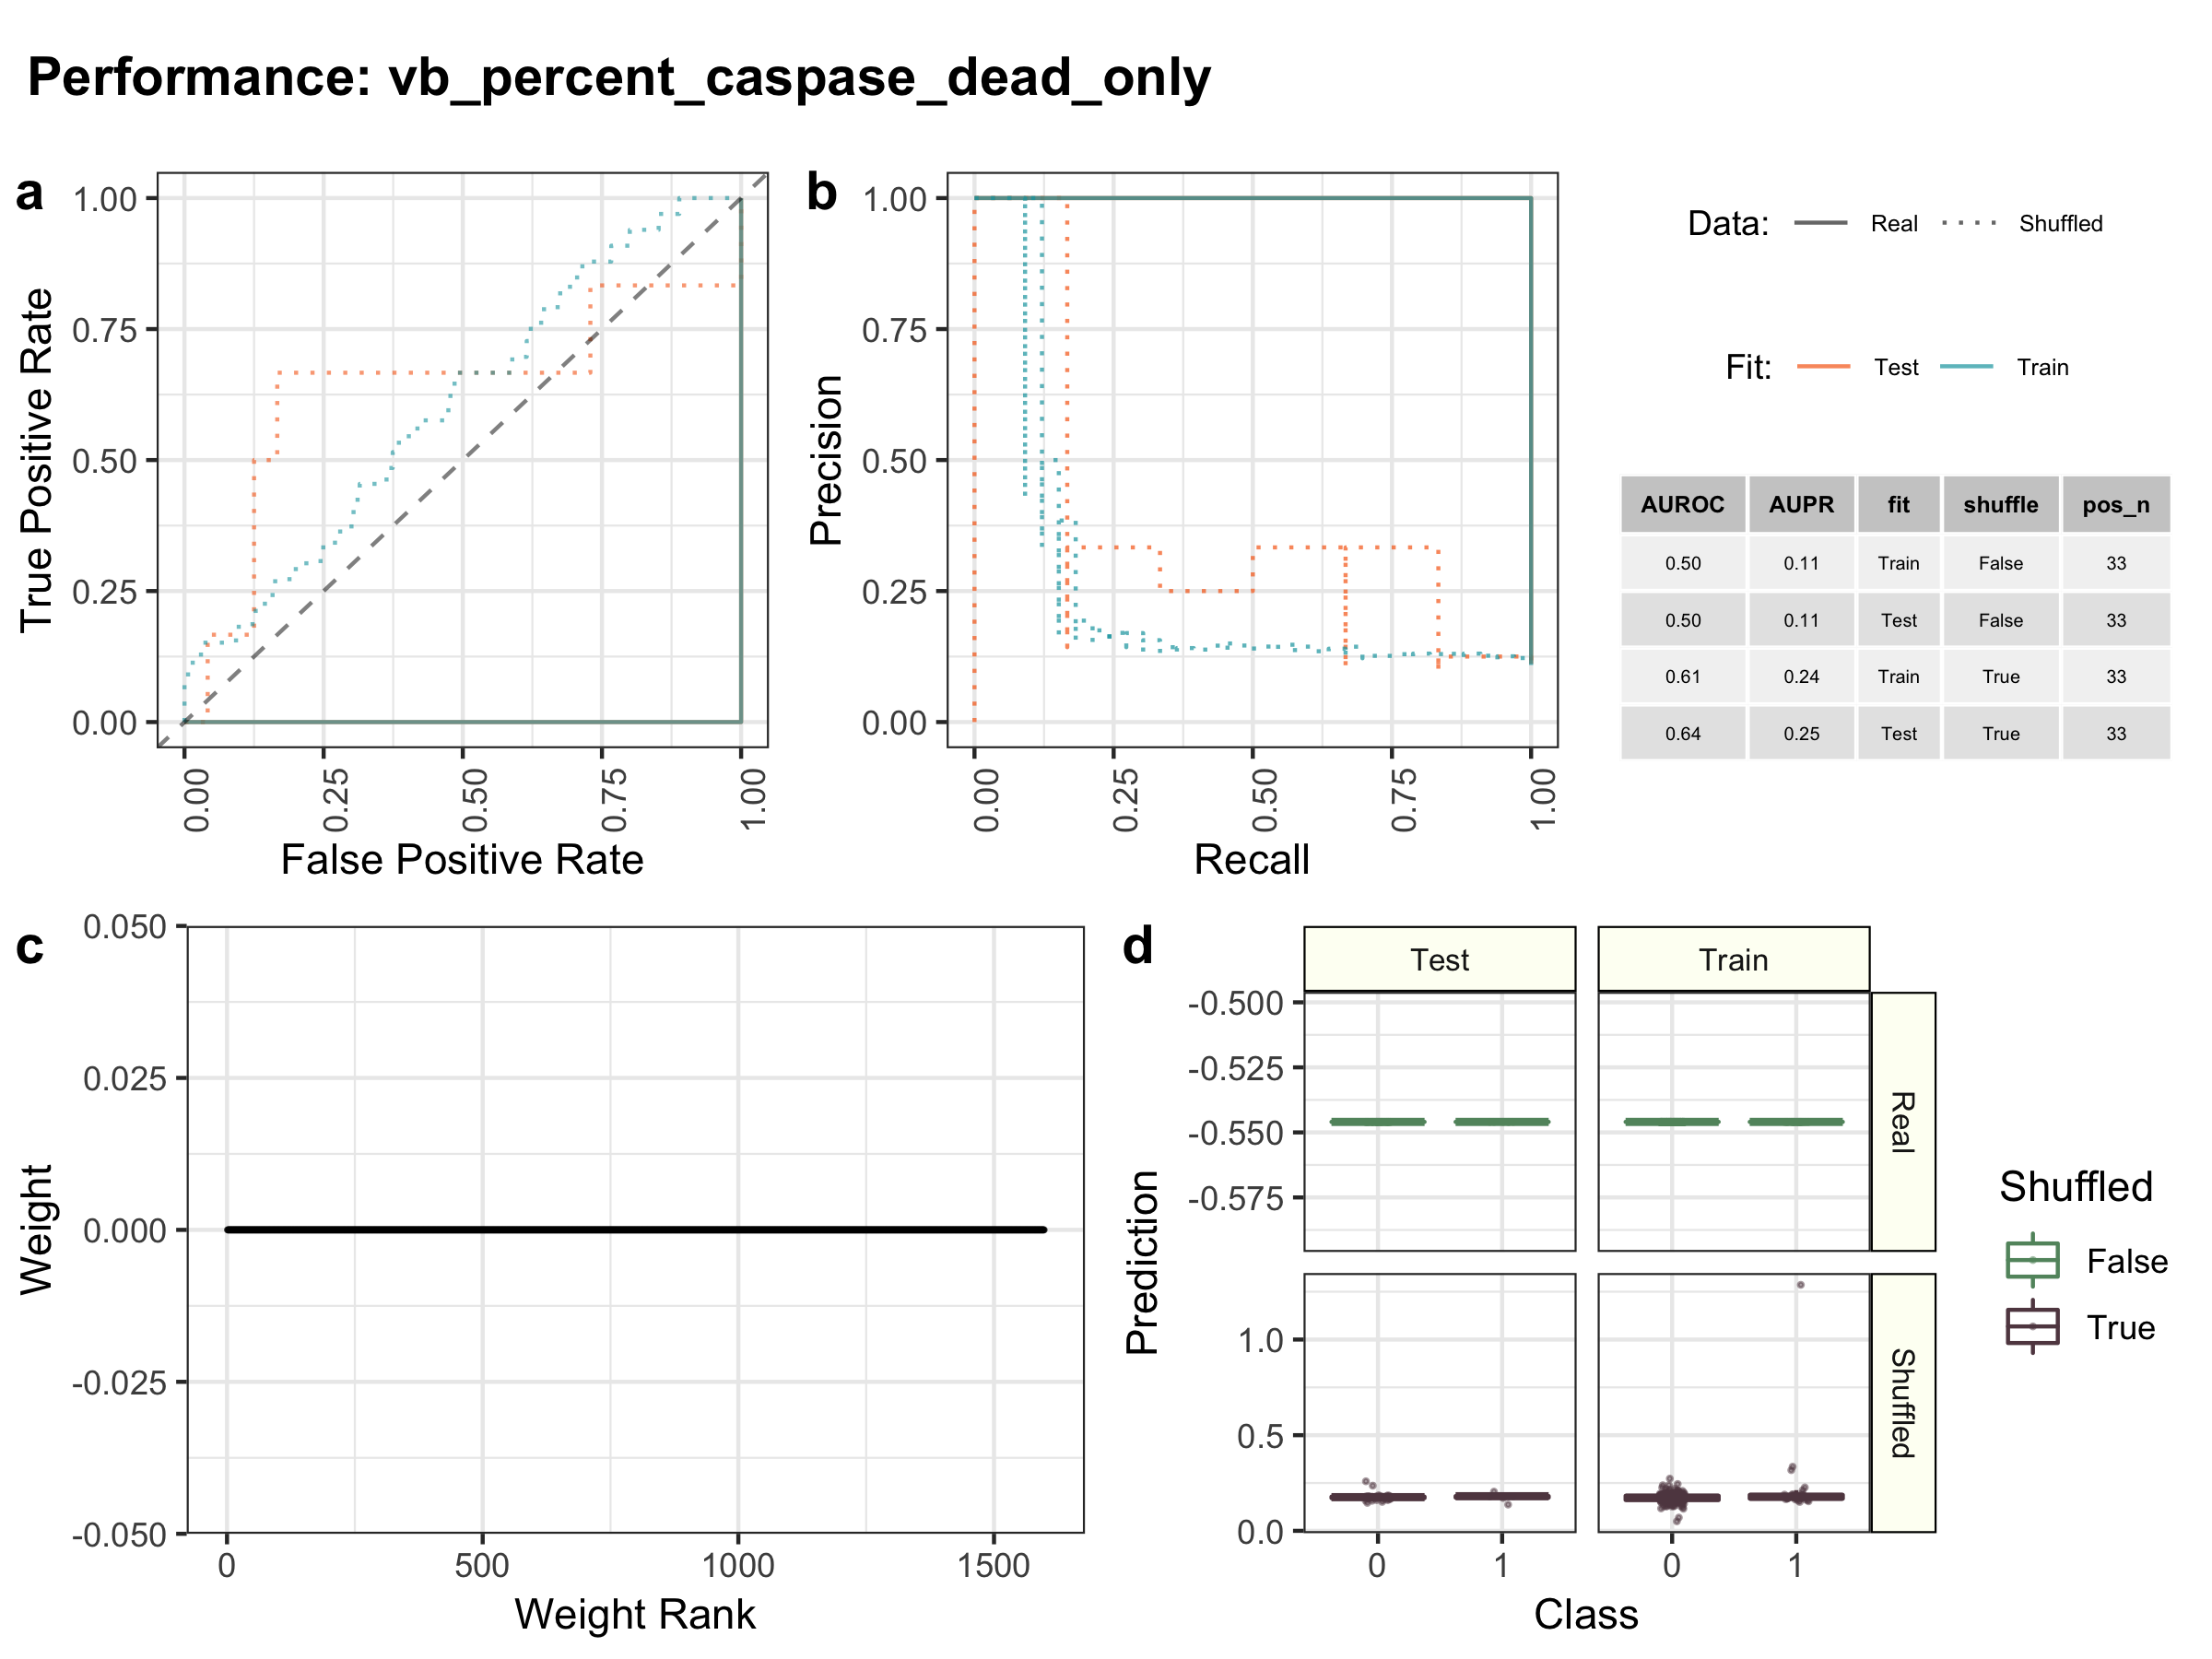 Performance: vb_percent_caspase_dead_only
a
1.00
0.75
0.50
0.25
0.00
True Positive Rate
0.00
0.25
0.50
0.75
1.00
False Positive Rate
b
1.00
0.75
0.50
0.25
0.00
Precision
0.00
0.25
0.50
0.75
1.00
Recall
Data: Real Shuffled
Fit: Test Train
AUROC AUPR fit shuffle pos_n
0.50 0.11 Train False 33
0.50 0.11 Test False 33
0.61 0.24 Train True 33
0.64 0.25 Test True 33
c
0.050
0.025
0.000
-0.025
-0.050
Weight
0 500 1000 1500
Weight Rank
d
Test Train
-0.500
-0.525
-0.550
-0.575
Real
1.0
0.5
0.0
Shuffled
Prediction
0 1 0 1
Class
Shuffled
False
True